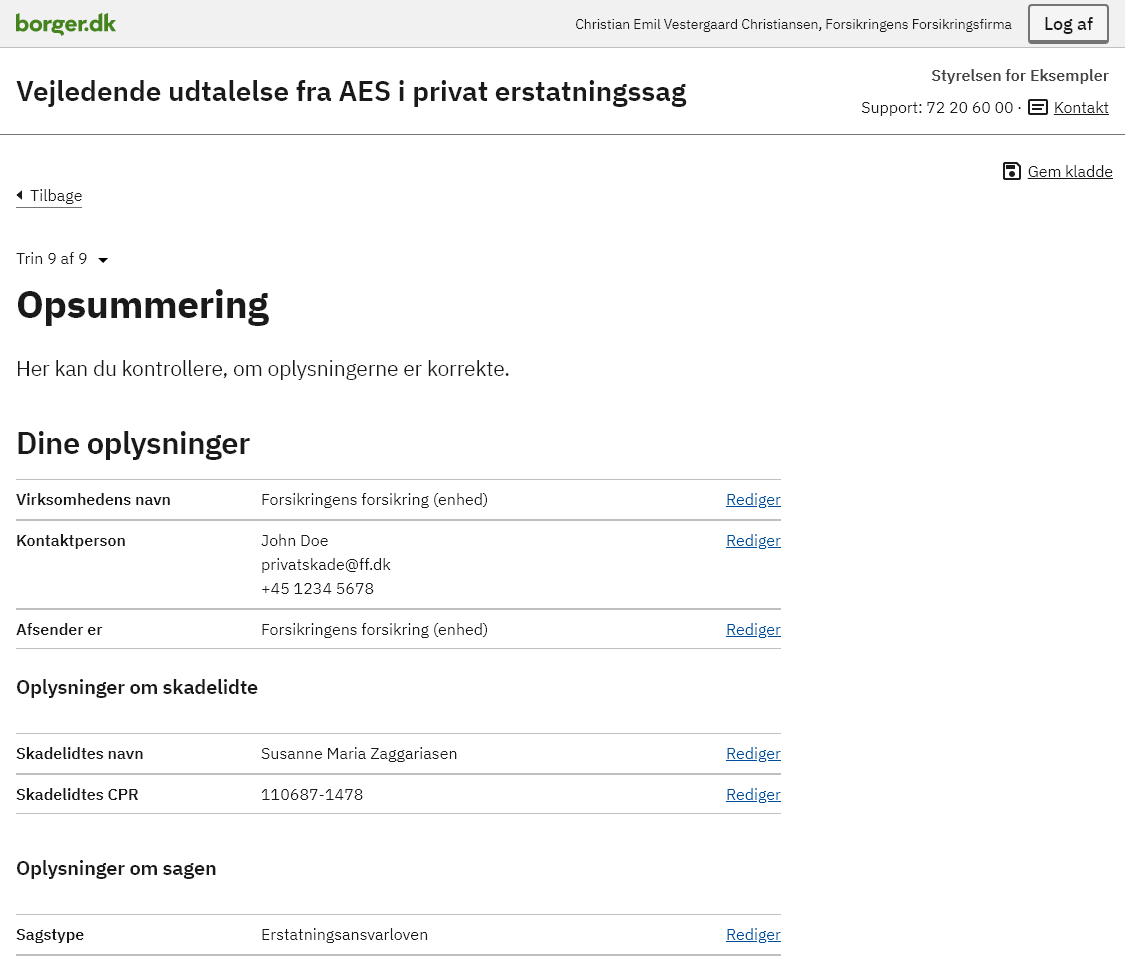 borger.dk
Christian Emil Vestergaard Christiansen, Forsikringens Forsikringsfirma
Log af
Vejledende udtalelse fra AES i privat erstatningssag
Styrelsen for Eksempler
Support: 72 20 60 00 · Kontakt
Gem kladde
Tilbage
Trin 9 af 9
Opsummering
Her kan du kontrollere, om oplysningerne er korrekte.
Dine oplysninger
Virksomhedens navn Forsikringens forsikring (enhed) Rediger
Kontaktperson John Doe Rediger
privatskade@ff.dk
+45 1234 5678
Afsender er Forsikringens forsikring (enhed) Rediger
Oplysninger om skadelidte
Skadelidtes navn Susanne Maria Zaggariasen Rediger
Skadelidtes CPR 110687-1478 Rediger
Oplysninger om sagen
Sagstype Erstatningsansvarloven Rediger